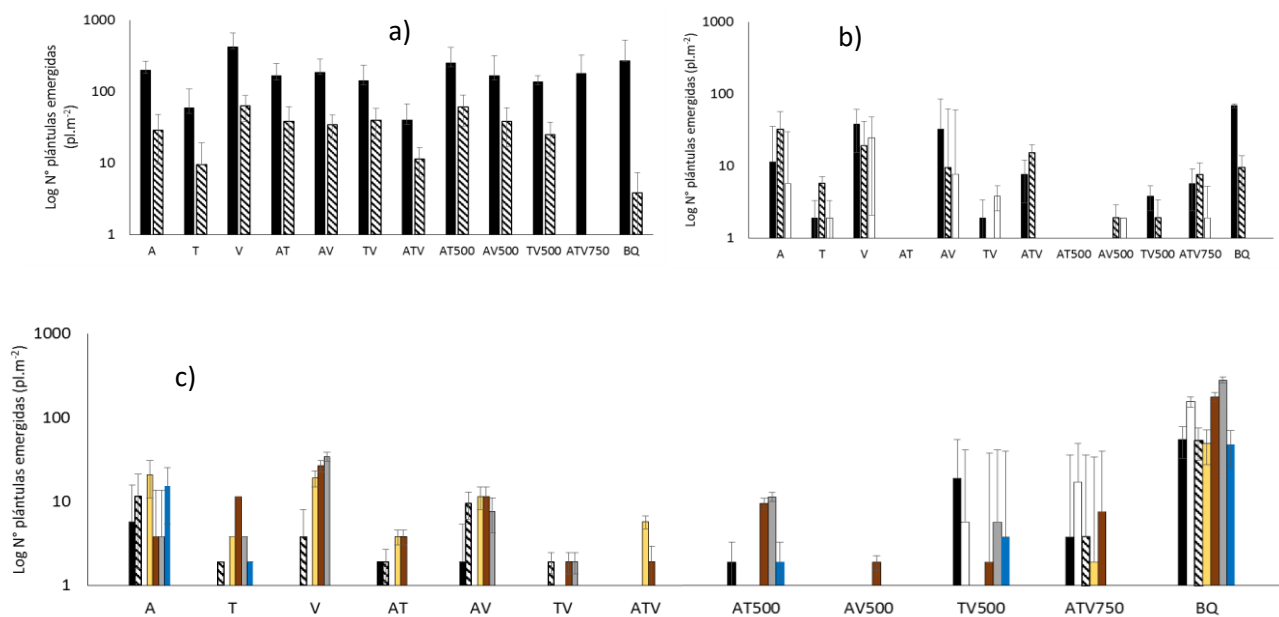 a)
Log N° plántulas emergidas
(pl.m-2)
1000
100
10
1
A T V AT AV TV ATV AT500 AV500 TV500 ATV750 BQ
b)
Log N° plántulas emergidas (pl.m-2)
1000
100
10
1
A T V AT AV TV ATV AT500 AV500 TV500 ATV750 BQ
c)
Log N° plántulas emergidas (pl.m-2)
1000
100
10
1
A T V AT AV TV ATV AT500 AV500 TV500 ATV750 BQ